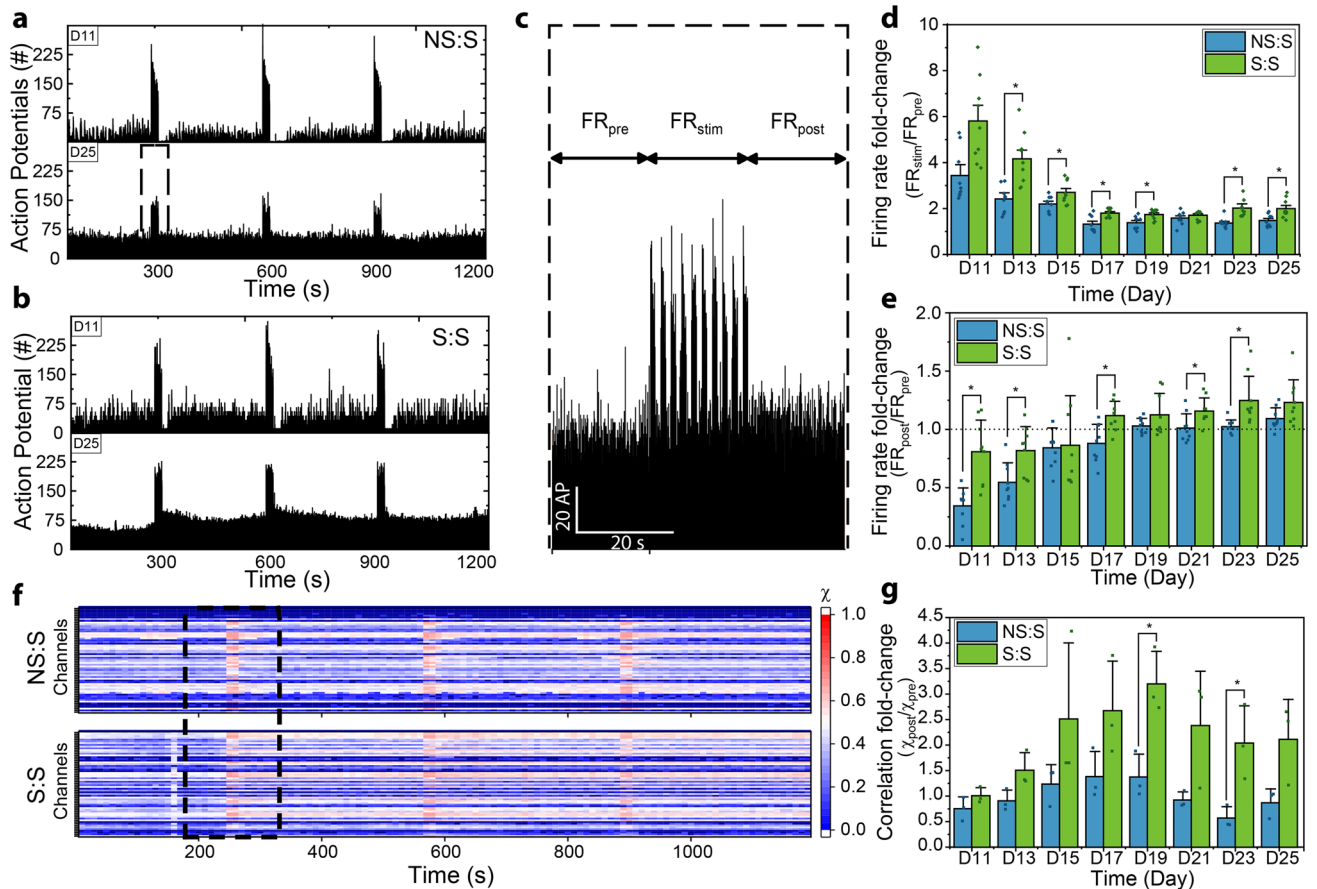 a
D11
NS:S
225
150
75
D25
225
150
75
0
300
600
900
1200
Action Potentials (#)
Time (s)
b
D11
S:S
225
150
75
0
D25
225
150
75
0
300
600
900
1200
Action Potentials (#)
Time (s)
c
FRpre
FRstim
FRpost
20 AP
20 s
d
NS:S
S:S
10
8
6
4
2
0
*
*
*
*
*
*
D11 D13 D15 D17 D19 D21 D23 D25
Firing rate fold-change
(FRstim/FRpre)
Time (Day)
e
NS:S
S:S
2.0
1.5
1.0
0.5
0.0
*
*
*
*
*
D11 D13 D15 D17 D19 D21 D23 D25
Firing rate fold-change
(FRpost/FRpre)
Time (Day)
f
NS:S
Channels
S:S
Channels
200
400
600
800
1000
Time (s)
χ
1.0
0.8
0.6
0.4
0.2
0.0
g
NS:S
S:S
4.5
4.0
3.5
3.0
2.5
2.0
1.5
1.0
0.5
0.0
*
*
D11 D13 D15 D17 D19 D21 D23 D25
Correlation fold-change
(χpost/χpre)
Time (Day)